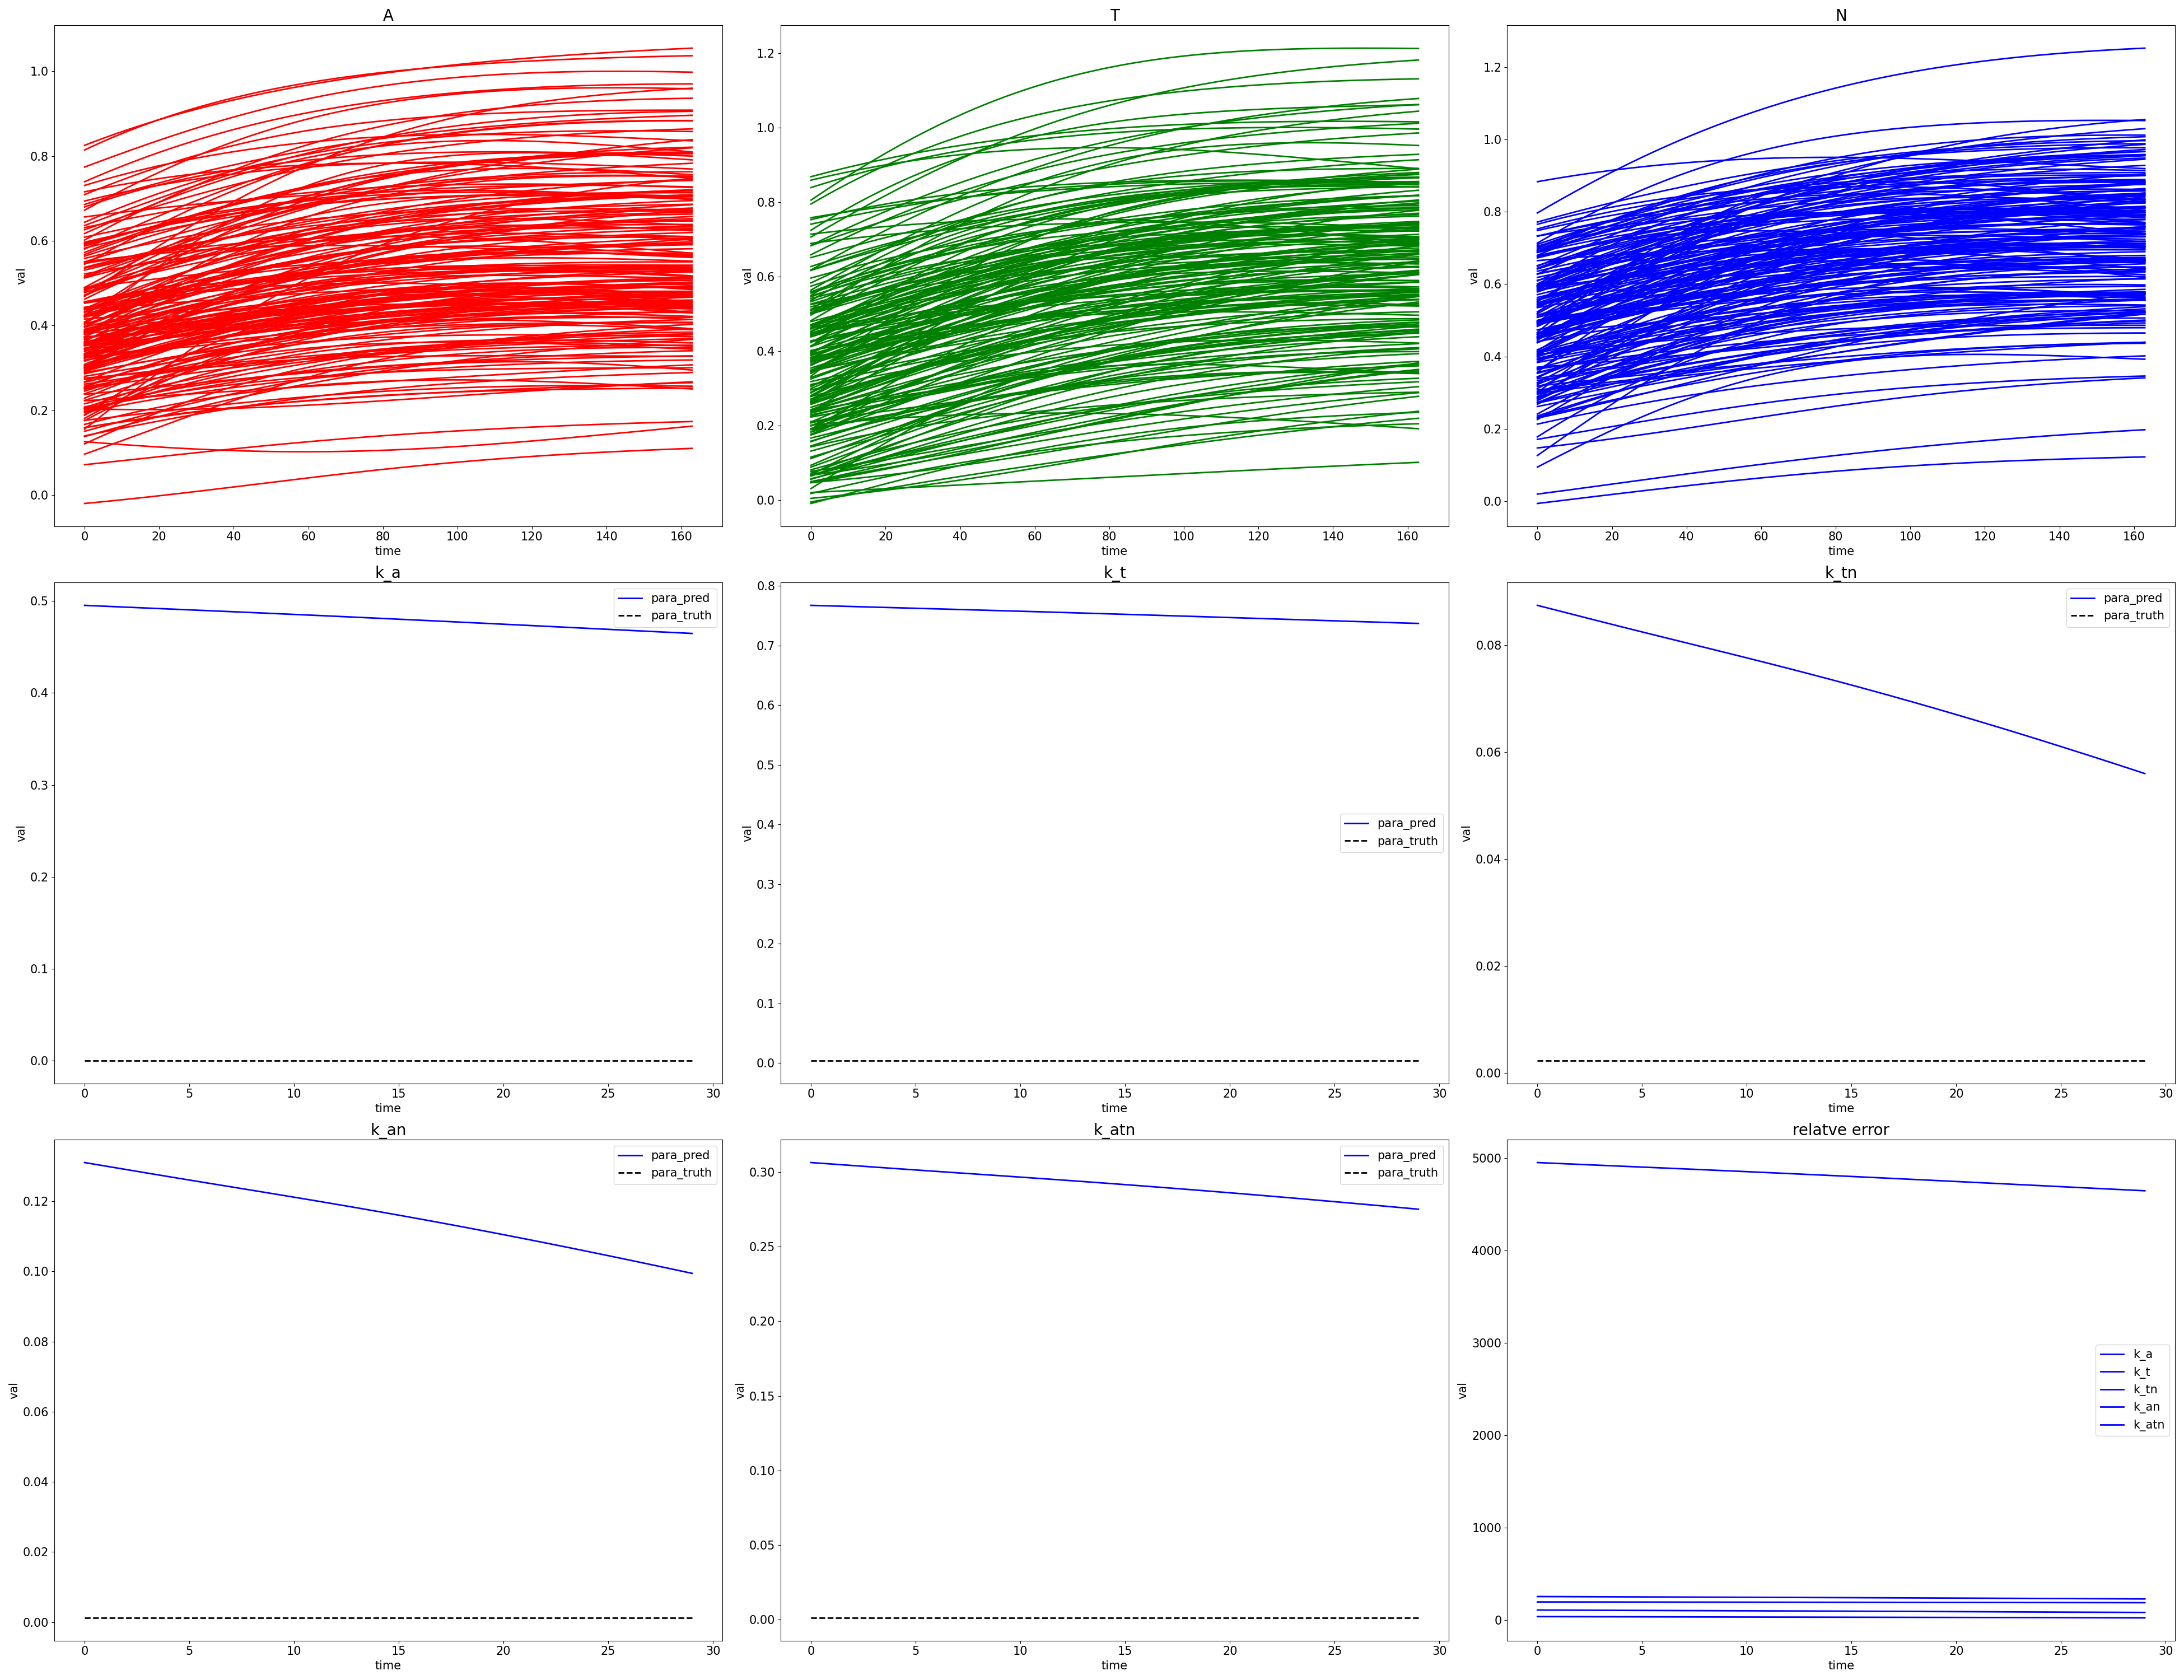 A
1.0
0.8
0.6
0.4
0.2
0.0
val
0 20 40 60 80 100 120 140 160
time
T
1.2
1.0
0.8
0.6
0.4
0.2
0.0
val
0 20 40 60 80 100 120 140 160
time
N
1.2
1.0
0.8
0.6
0.4
0.2
0.0
val
0 20 40 60 80 100 120 140 160
time
k_a
para_pred
para_truth
0.5
0.4
0.3
0.2
0.1
0.0
val
0 5 10 15 20 25 30
time
k_t
para_pred
para_truth
0.8
0.7
0.6
0.5
0.4
0.3
0.2
0.1
0.0
val
0 5 10 15 20 25 30
time
k_tn
para_pred
para_truth
0.08
0.06
0.04
0.02
0.00
val
0 5 10 15 20 25 30
time
k_an
para_pred
para_truth
0.12
0.10
0.08
0.06
0.04
0.02
0.00
val
0 5 10 15 20 25 30
time
k_atn
para_pred
para_truth
0.30
0.25
0.20
0.15
0.10
0.05
0.00
val
0 5 10 15 20 25 30
time
relatve error
5000
4000
3000
2000
1000
0
val
k_a
k_t
k_tn
k_an
k_atn
0 5 10 15 20 25 30
time